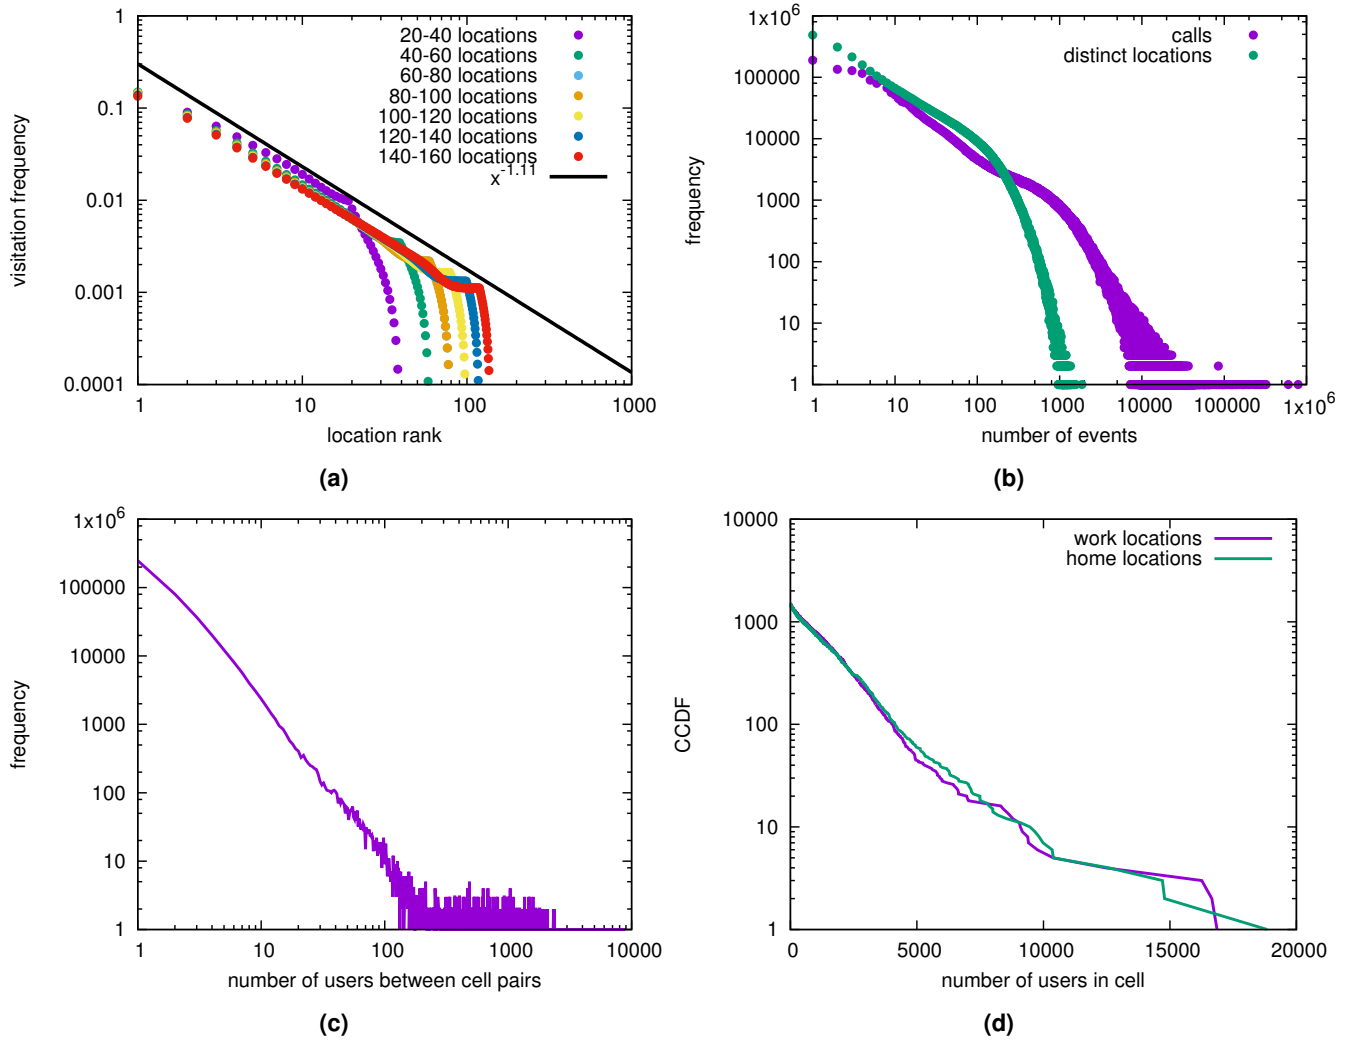 (a)
1
0.1
0.01
0.001
0.0001
visitation frequency
20-40 locations
40-60 locations
60-80 locations
80-100 locations
100-120 locations
120-140 locations
140-160 locations
x^-1.11
1 10 100 1000
location rank
(b)
1x10^6
100000
10000
1000
100
10
1
frequency
calls
distinct locations
1 10 100 1000 10000 100000 1x10^6
number of events
1x10^6
100000
10000
1000
100
10
1
frequency
1 10 100 1000 10000
number of users between cell pairs
(c)
10000
1000
100
10
1
CCDF
work locations
home locations
0 5000 10000 15000 20000
number of users in cell
(d)